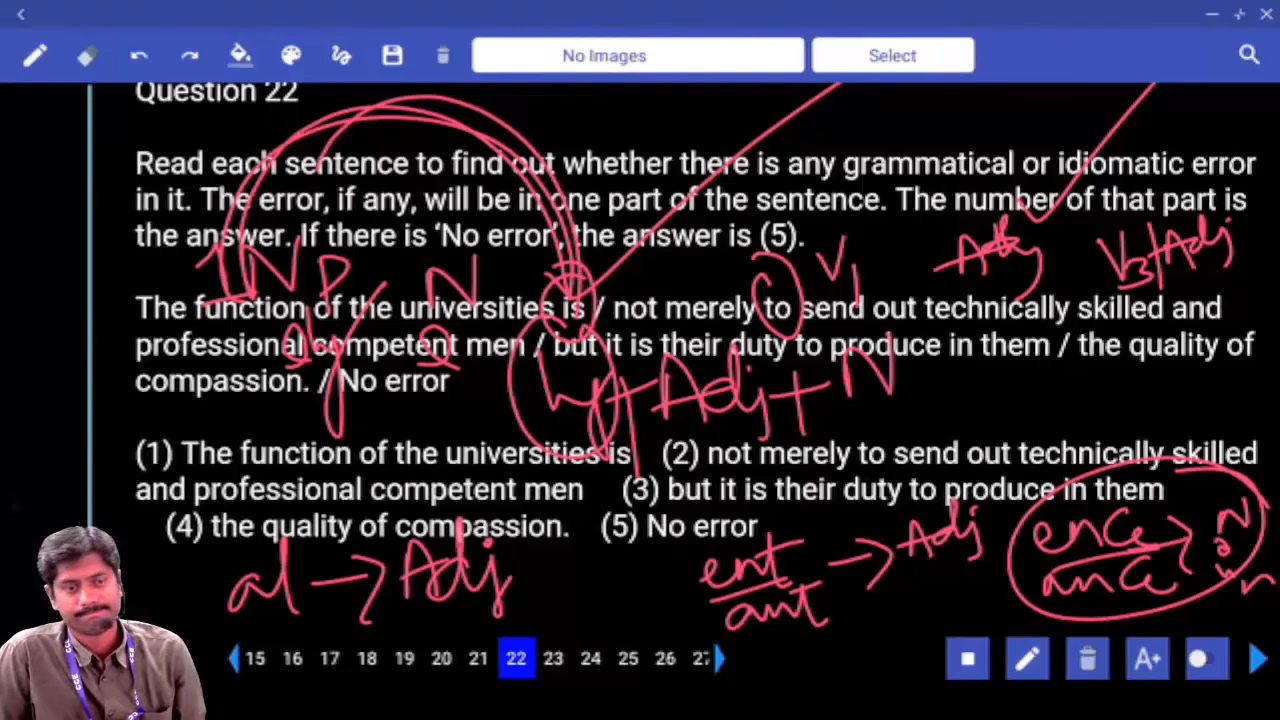 No Images
Select
Question 22
Read each sentence to find out whether there is any grammatical or idiomatic error
in it. The error, if any, will be in one part of the sentence. The number of that part is
the answer. If there is ‘No error’, the answer is (5).
N P N V1 Adj V3/Adj
The function of the universities is / not merely to send out technically skilled and
professional competent men / but it is their duty to produce in them / the quality of
compassion. / No error
+ Adj + N
(1) The function of the universities is (2) not merely to send out technically skilled
and professional competent men (3) but it is their duty to produce in them
(4) the quality of compassion. (5) No error
al → Adj
ent
ant → Adj
ence
ance → Noun
CCE
15 16 17 18 19 20 21 22 23 24 25 26
A+